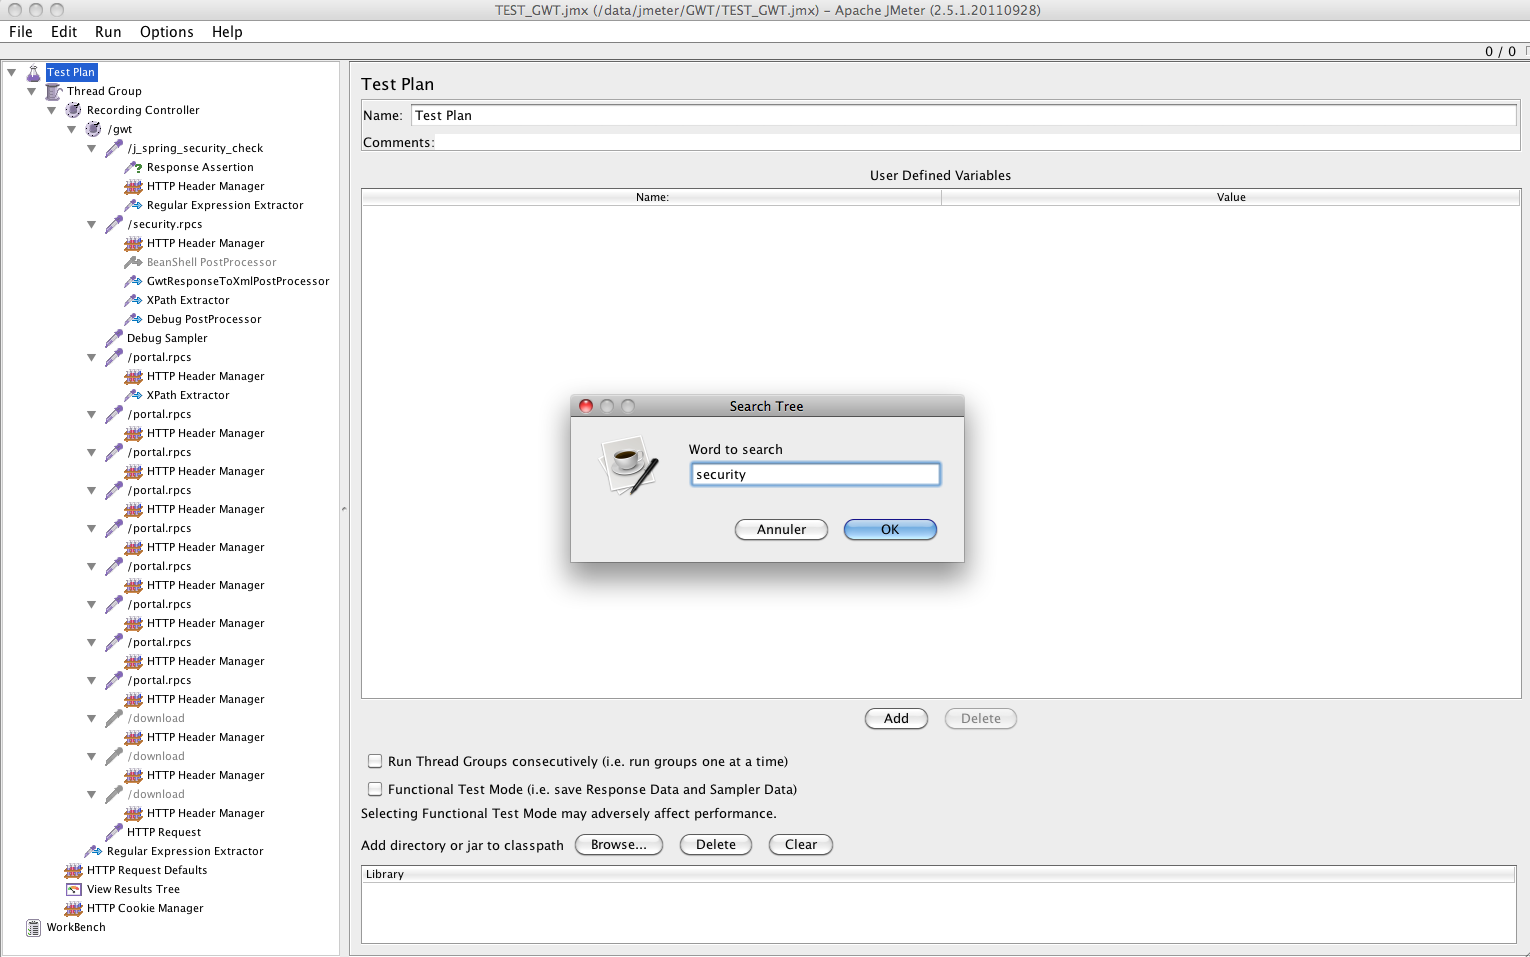 TEST_GWT.jmx (/data/jmeter/GWT/TEST_GWT.jmx) - Apache JMeter (2.5.1.20110928)
File Edit Run Options Help
0 / 0
Test Plan
Thread Group
Recording Controller
/gwt
/j_spring_security_check
Response Assertion
HTTP Header Manager
Regular Expression Extractor
/security.rpcs
HTTP Header Manager
BeanShell PostProcessor
GwtResponseToXmlPostProcessor
XPath Extractor
Debug PostProcessor
Debug Sampler
/portal.rpcs
HTTP Header Manager
XPath Extractor
/portal.rpcs
HTTP Header Manager
/portal.rpcs
HTTP Header Manager
/portal.rpcs
HTTP Header Manager
/portal.rpcs
HTTP Header Manager
/portal.rpcs
HTTP Header Manager
/portal.rpcs
HTTP Header Manager
/portal.rpcs
HTTP Header Manager
/portal.rpcs
HTTP Header Manager
/download
HTTP Header Manager
/download
HTTP Header Manager
/download
HTTP Header Manager
HTTP Request
Regular Expression Extractor
HTTP Request Defaults
View Results Tree
HTTP Cookie Manager
WorkBench
Test Plan
Name: Test Plan
Comments:
User Defined Variables
Name: Value
Search Tree
Word to search
security
Annuler OK
Add Delete
Run Thread Groups consecutively (i.e. run groups one at a time)
Functional Test Mode (i.e. save Response Data and Sampler Data)
Selecting Functional Test Mode may adversely affect performance.
Add directory or jar to classpath Browse... Delete Clear
Library